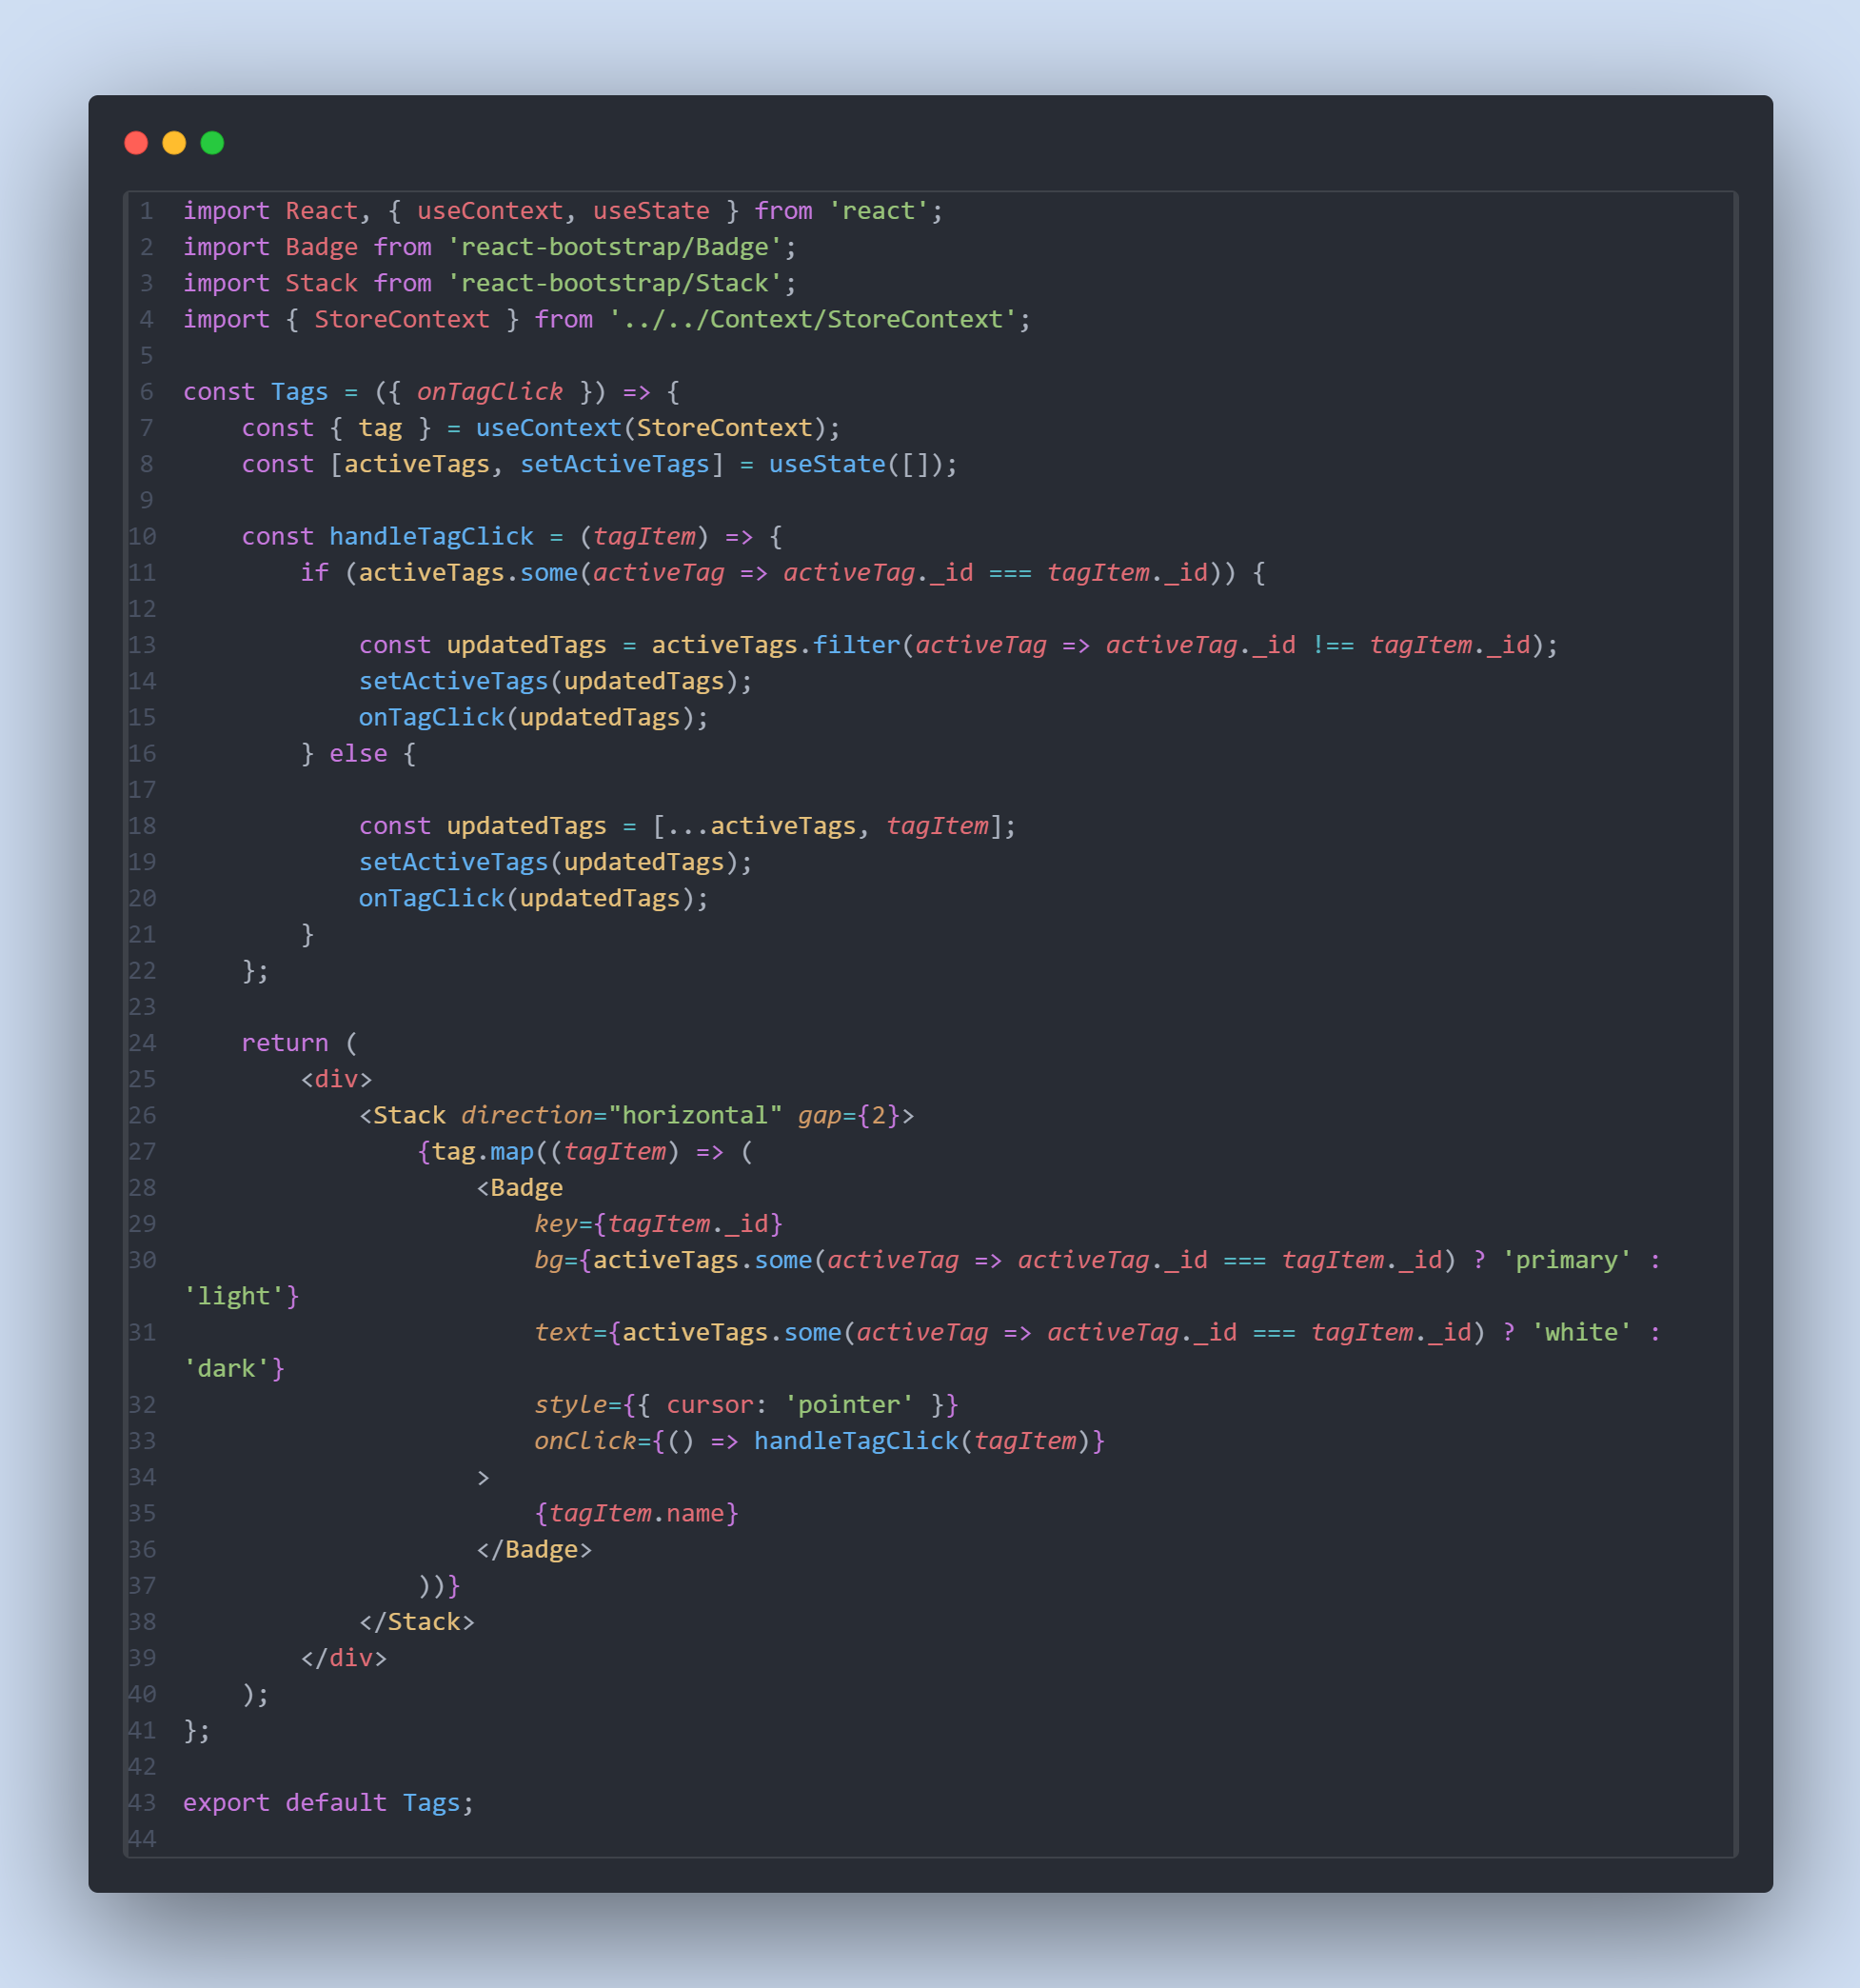 1 import React, { useContext, useState } from 'react';
2 import Badge from 'react-bootstrap/Badge';
3 import Stack from 'react-bootstrap/Stack';
4 import { StoreContext } from '../../Context/StoreContext';
5
6 const Tags = ({ onTagClick }) => {
7     const { tag } = useContext(StoreContext);
8     const [activeTags, setActiveTags] = useState([]);
9
10     const handleTagClick = (tagItem) => {
11         if (activeTags.some(activeTag => activeTag._id === tagItem._id)) {
12
13             const updatedTags = activeTags.filter(activeTag => activeTag._id !== tagItem._id);
14             setActiveTags(updatedTags);
15             onTagClick(updatedTags);
16         } else {
17
18             const updatedTags = [...activeTags, tagItem];
19             setActiveTags(updatedTags);
20             onTagClick(updatedTags);
21         }
22     };
23
24     return (
25         <div>
26             <Stack direction="horizontal" gap={2}>
27                 {tag.map((tagItem) => (
28                     <Badge
29                         key={tagItem._id}
30                         bg={activeTags.some(activeTag => activeTag._id === tagItem._id) ? 'primary' :
'light'}
31                         text={activeTags.some(activeTag => activeTag._id === tagItem._id) ? 'white' :
'dark'}
32                         style={{ cursor: 'pointer' }}
33                         onClick={() => handleTagClick(tagItem)}
34                     >
35                         {tagItem.name}
36                     </Badge>
37                 ))}
38             </Stack>
39         </div>
40     );
41 };
42
43 export default Tags;
44